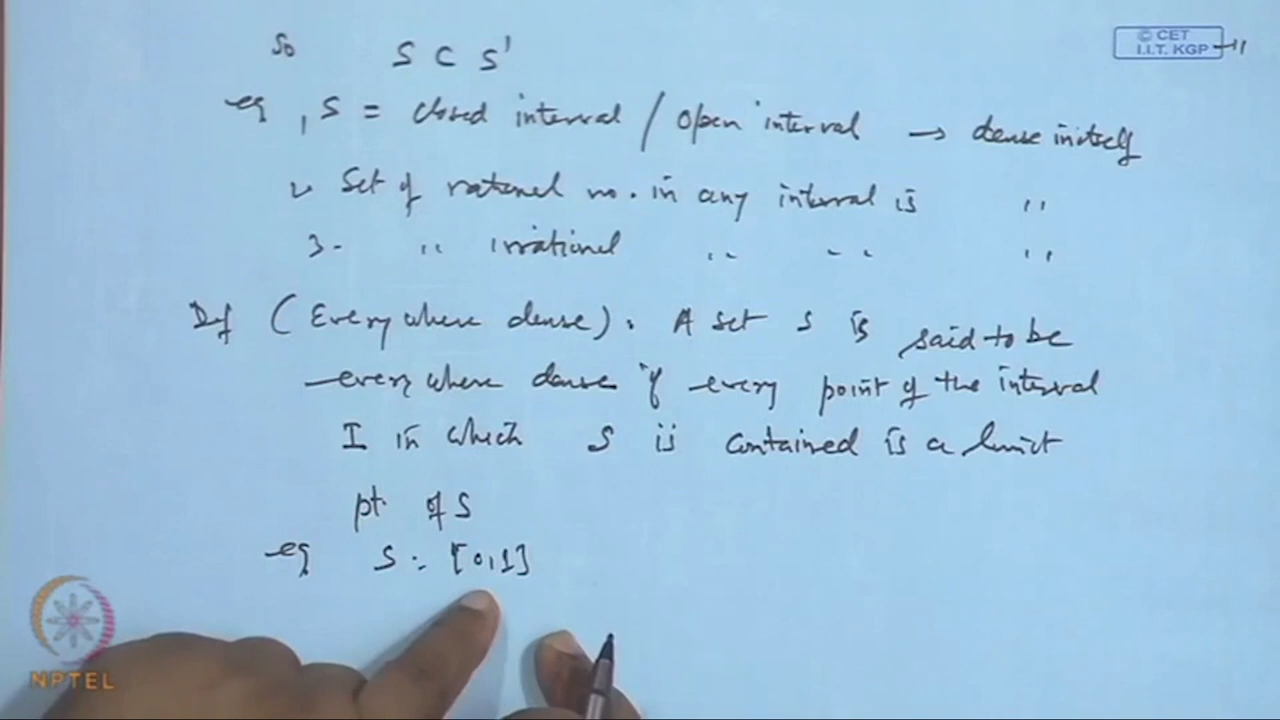 © CET
I.I.T. KGP
So S ⊂ S'
eg 1, S = closed interval / open interval → dense in itself
2, Set of rational no. in any interval is ''
3- '' irrational '' '' ''
Def (Everywhere dense). A set S is said to be
everywhere dense if every point of the interval
I in which S is contained is a limit
pt. of S
eg S : [0,1]
NPTEL